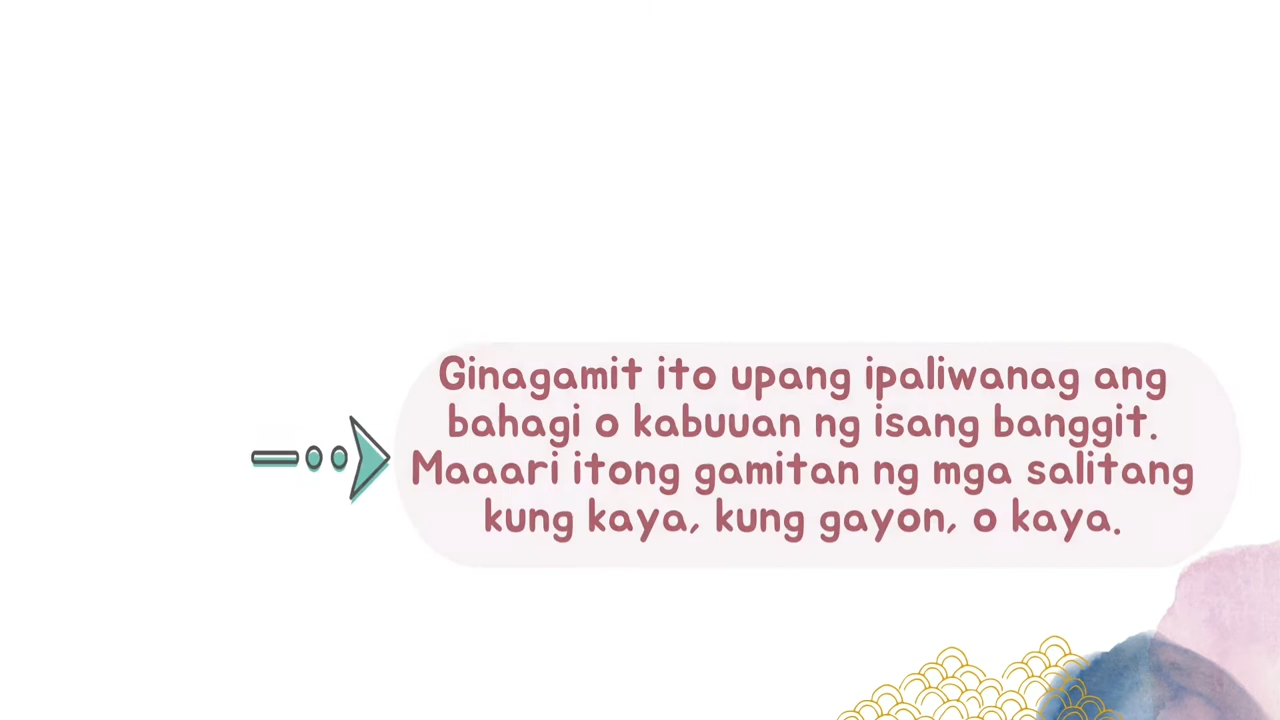 Ginagamit ito upang ipaliwanag ang
bahagi o kabuuan ng isang banggit.
Maaari itong gamitan ng mga salitang
kung kaya, kung gayon, o kaya.